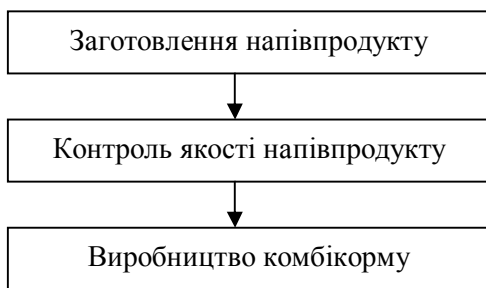 Заготовлення напівпродукту
Контроль якості напівпродукту
Виробництво комбікорму